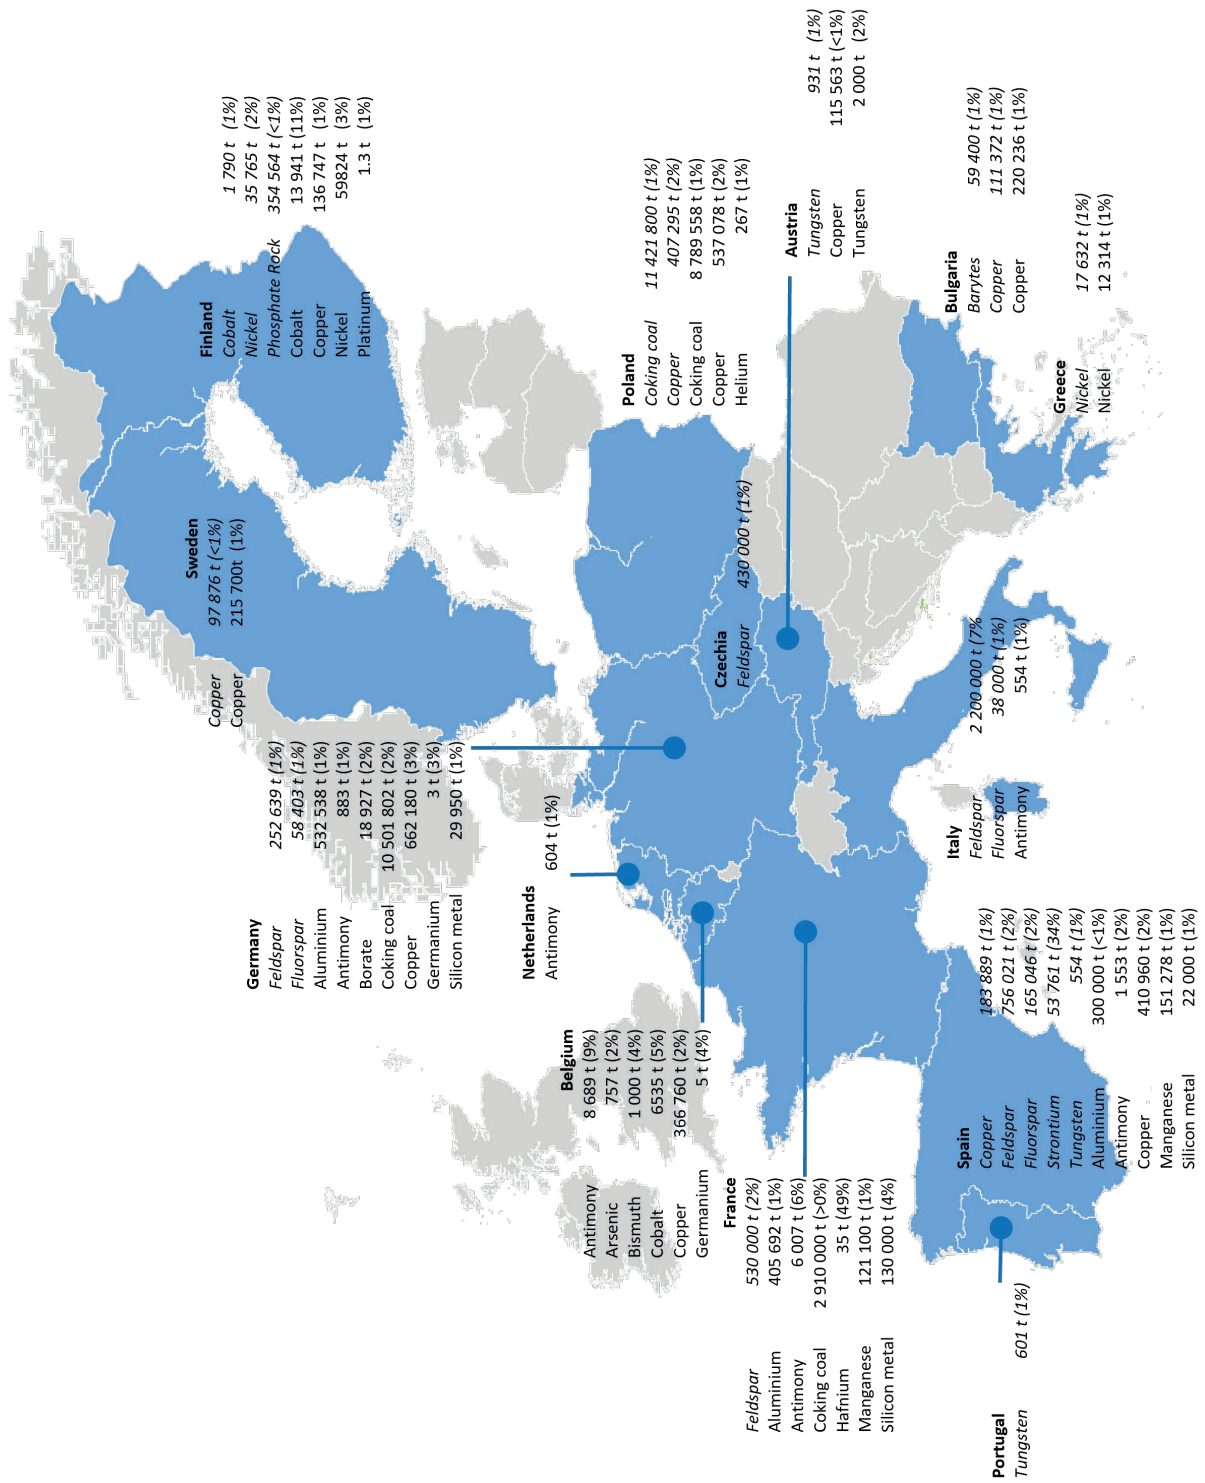 Finland
Cobalt 1 790 t (1%)
Nickel 35 765 t (2%)
Phosphate Rock 354 564 t (<1%)
Cobalt 13 941 t (11%)
Copper 136 747 t (1%)
Nickel 59824 t (3%)
Platinum 1.3 t (1%)
Sweden
Copper 97 876 t (<1%)
Copper 215 700t (1%)
Germany
Feldspar 252 639 t (1%)
Fluorspar 58 403 t (1%)
Aluminium 532 538 t (1%)
Antimony 883 t (1%)
Borate 18 927 t (2%)
Coking coal 10 501 802 t (2%)
Copper 662 180 t (3%)
Germanium 3 t (3%)
Silicon metal 29 950 t (1%)
Netherlands
Antimony 604 t (1%)
Belgium
Antimony 8 689 t (9%)
Arsenic 757 t (2%)
Bismuth 1 000 t (4%)
Cobalt 6535 t (5%)
Copper 366 760 t (2%)
Germanium 5 t (4%)
Poland
Coking coal 11 421 800 t (1%)
Copper 407 295 t (2%)
Coking coal 8 789 558 t (1%)
Copper 537 078 t (2%)
Helium 267 t (1%)
Czechia
Feldspar 430 000 t (1%)
Austria
Tungsten 931 t (1%)
Copper 115 563 t (<1%)
Tungsten 2 000 t (2%)
France
Feldspar 530 000 t (2%)
Aluminium 405 692 t (1%)
Antimony 6 007 t (6%)
Coking coal 2 910 000 t (>0%)
Hafnium 35 t (49%)
Manganese 121 100 t (1%)
Silicon metal 130 000 t (4%)
Bulgaria
Barytes 59 400 t (1%)
Copper 111 372 t (1%)
Copper 220 236 t (1%)
Greece
Nickel 17 632 t (1%)
Nickel 12 314 t (1%)
Italy
Feldspar 2 200 000 t (7%
Fluorspar 38 000 t (1%)
Antimony 554 t (1%)
Spain
Copper 183 889 t (1%)
Feldspar 756 021 t (2%)
Fluorspar 165 046 t (2%)
Strontium 53 761 t (34%)
Tungsten 554 t (1%)
Aluminium 300 000 t (<1%)
Antimony 1 553 t (2%)
Copper 410 960 t (2%)
Manganese 151 278 t (1%)
Silicon metal 22 000 t (1%)
Portugal
Tungsten 601 t (1%)